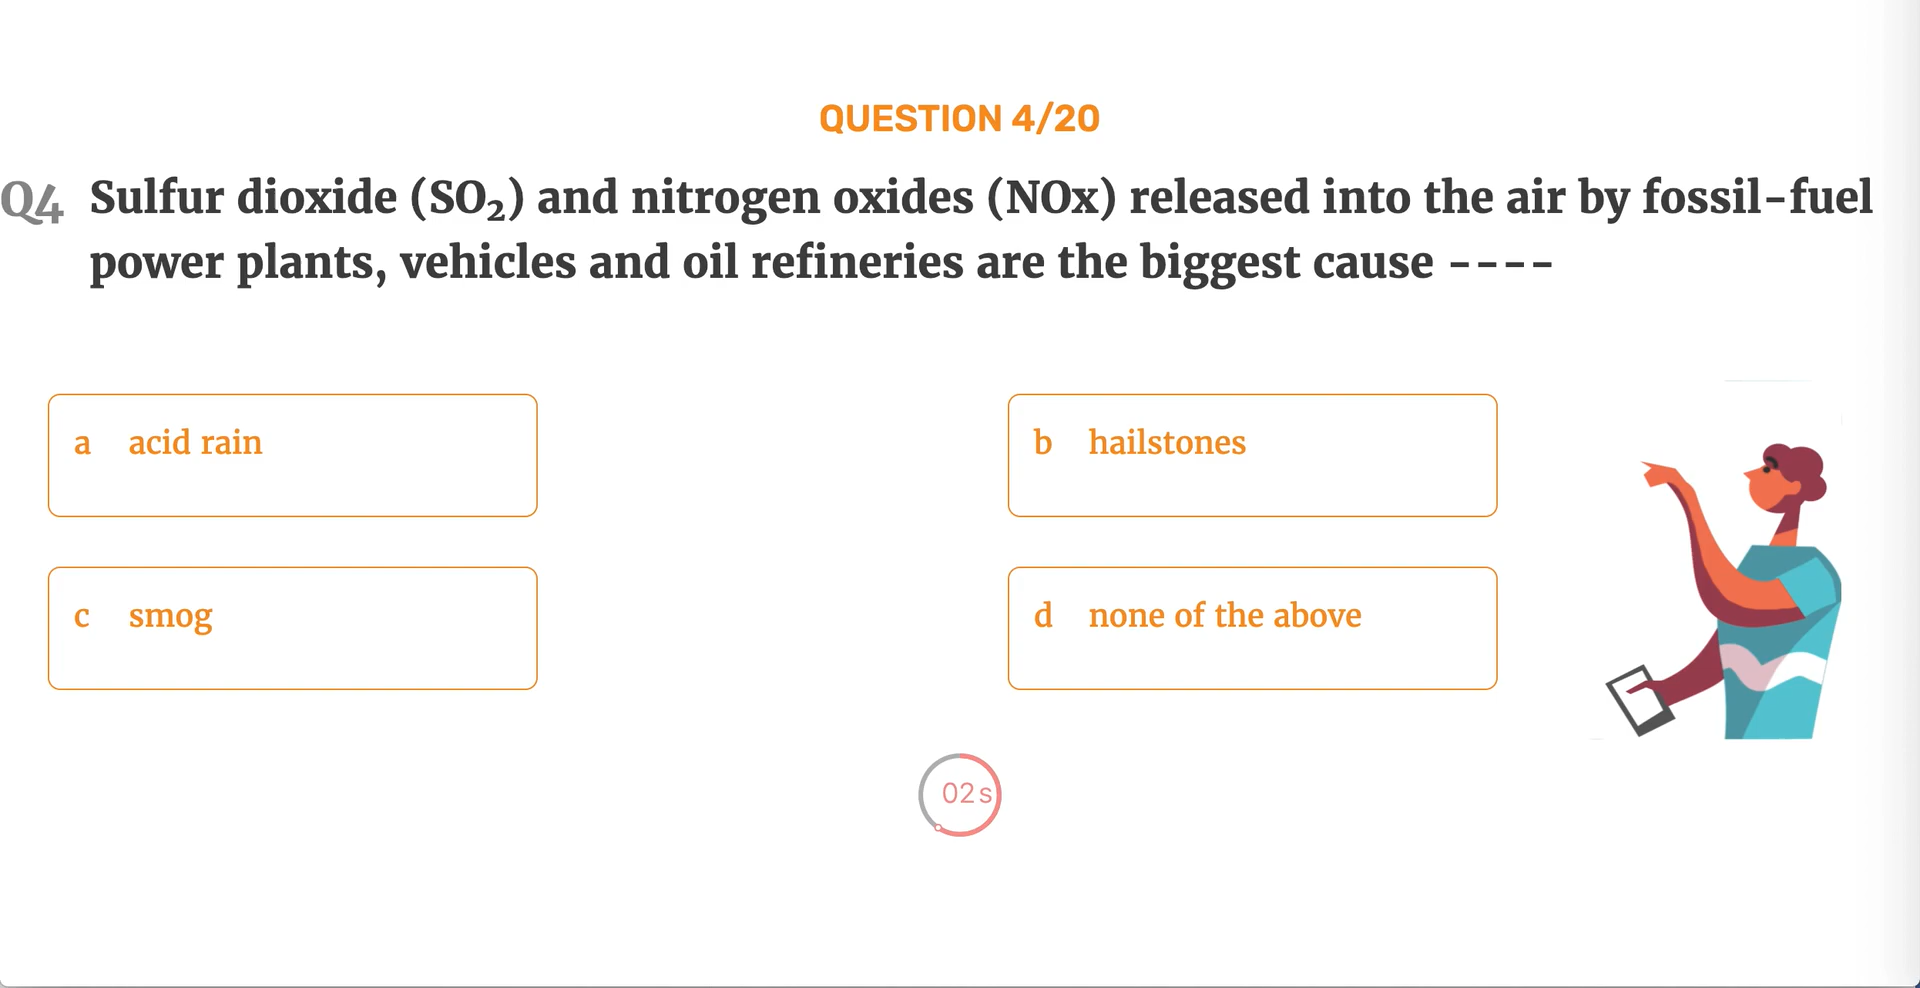 QUESTION 4/20
Q4 Sulfur dioxide (SO₂) and nitrogen oxides (NOx) released into the air by fossil-fuel
power plants, vehicles and oil refineries are the biggest cause ----
a acid rain
b hailstones
c smog
d none of the above
02s